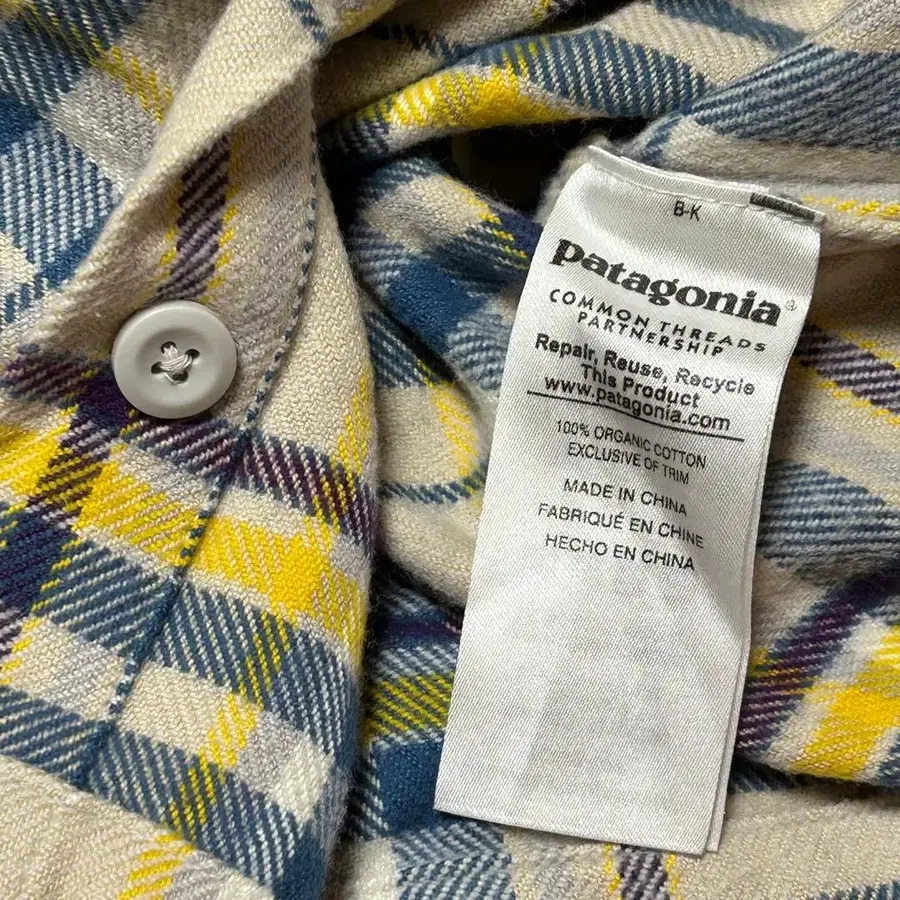 B-K
patagonia®
COMMON THREADS
PARTNERSHIP
Repair, Reuse, Recycle
This Product
www.patagonia.com
100% ORGANIC COTTON
EXCLUSIVE OF TRIM
MADE IN CHINA
FABRIQUÉ EN CHINE
HECHO EN CHINA